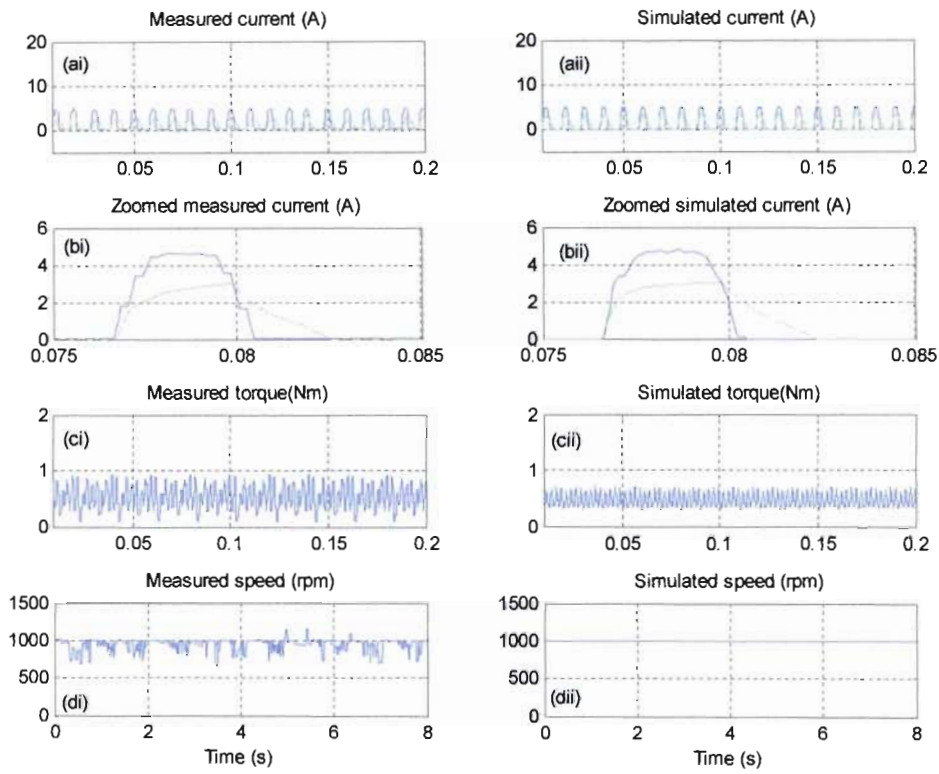 Measured current (A)
20
(ai)
10
0
0.05 0.1 0.15 0.2
Simulated current (A)
20
(aii)
10
0
0.05 0.1 0.15 0.2
Zoomed measured current (A)
6
(bi)
4
2
0
0.075 0.08 0.085
Zoomed simulated current (A)
6
(bii)
4
2
0
0.075 0.08 0.085
Measured torque(Nm)
2
(ci)
1
0
0.05 0.1 0.15 0.2
Simulated torque(Nm)
2
(cii)
1
0
0.05 0.1 0.15 0.2
Measured speed (rpm)
1500
1000
500
(di)
0
0 2 4 6 8
Time (s)
Simulated speed (rpm)
1500
1000
500
(dii)
0
0 2 4 6 8
Time (s)